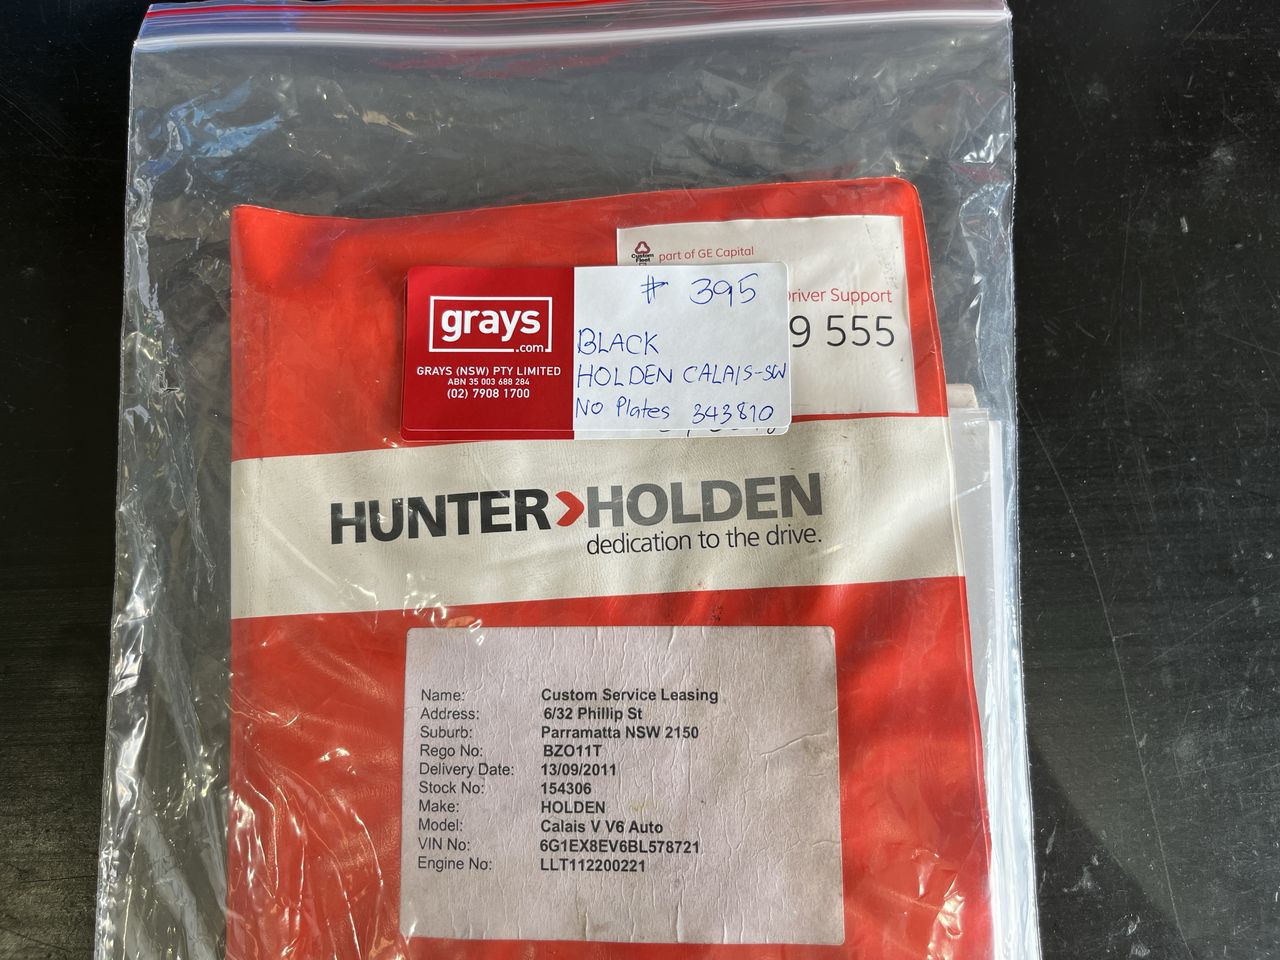 Custom
Fleet
part of GE Capital
Driver Support
9 555
grays
.com
GRAYS (NSW) PTY LIMITED
ABN 35 003 688 284
(02) 7908 1700
# 395
BLACK
HOLDEN CALAIS-SW
No Plates 343810
HUNTER>HOLDEN
dedication to the drive.
Name: Custom Service Leasing
Address: 6/32 Phillip St
Suburb: Parramatta NSW 2150
Rego No: BZO11T
Delivery Date: 13/09/2011
Stock No: 154306
Make: HOLDEN
Model: Calais V V6 Auto
VIN No: 6G1EX8EV6BL578721
Engine No: LLT112200221